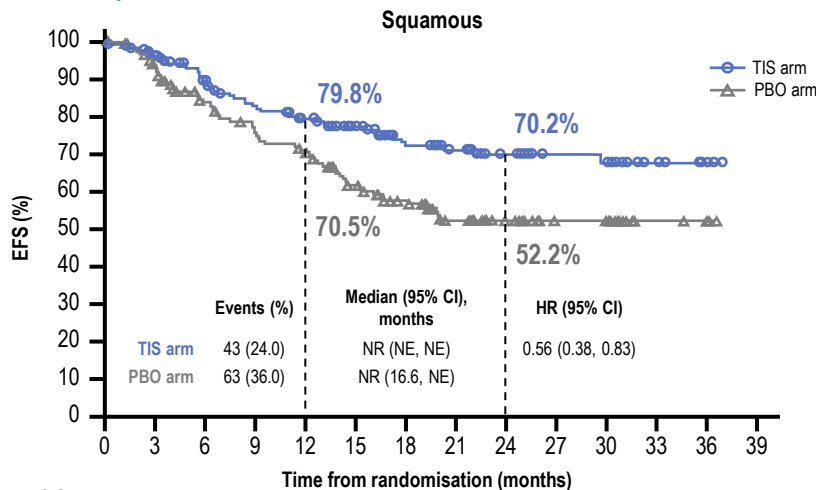 Squamous
TIS arm
PBO arm
EFS (%)
100
90
80
70
60
50
40
30
20
10
0
79.8%
70.2%
70.5%
52.2%
Events (%) Median (95% CI), months HR (95% CI)
TIS arm 43 (24.0) NR (NE, NE) 0.56 (0.38, 0.83)
PBO arm 63 (36.0) NR (16.6, NE)
0 3 6 9 12 15 18 21 24 27 30 33 36 39
Time from randomisation (months)